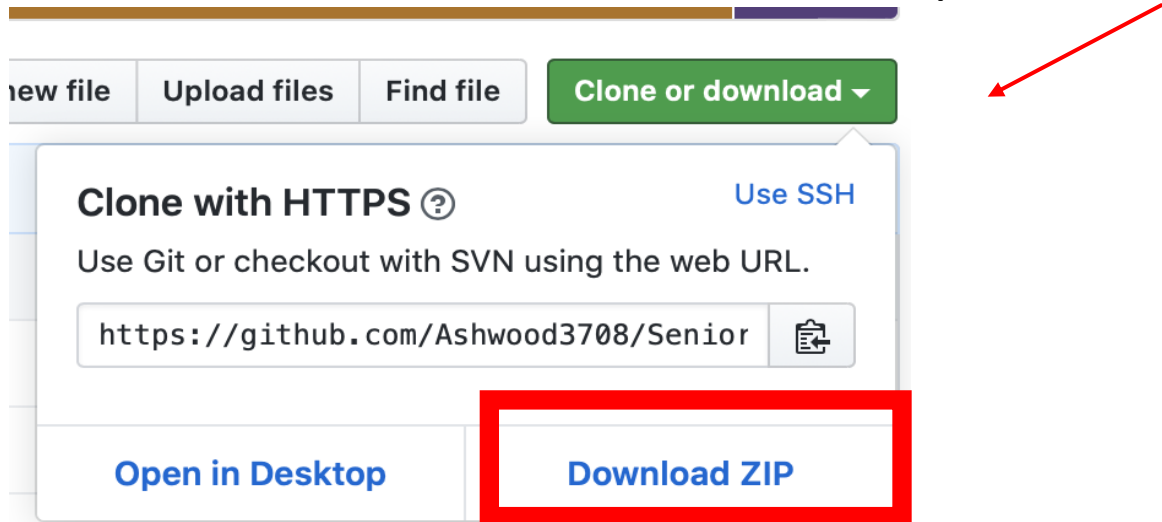 new file Upload files Find file Clone or download
Clone with HTTPS ?
Use SSH
Use Git or checkout with SVN using the web URL.
https://github.com/Ashwood3708/Senior
Open in Desktop Download ZIP